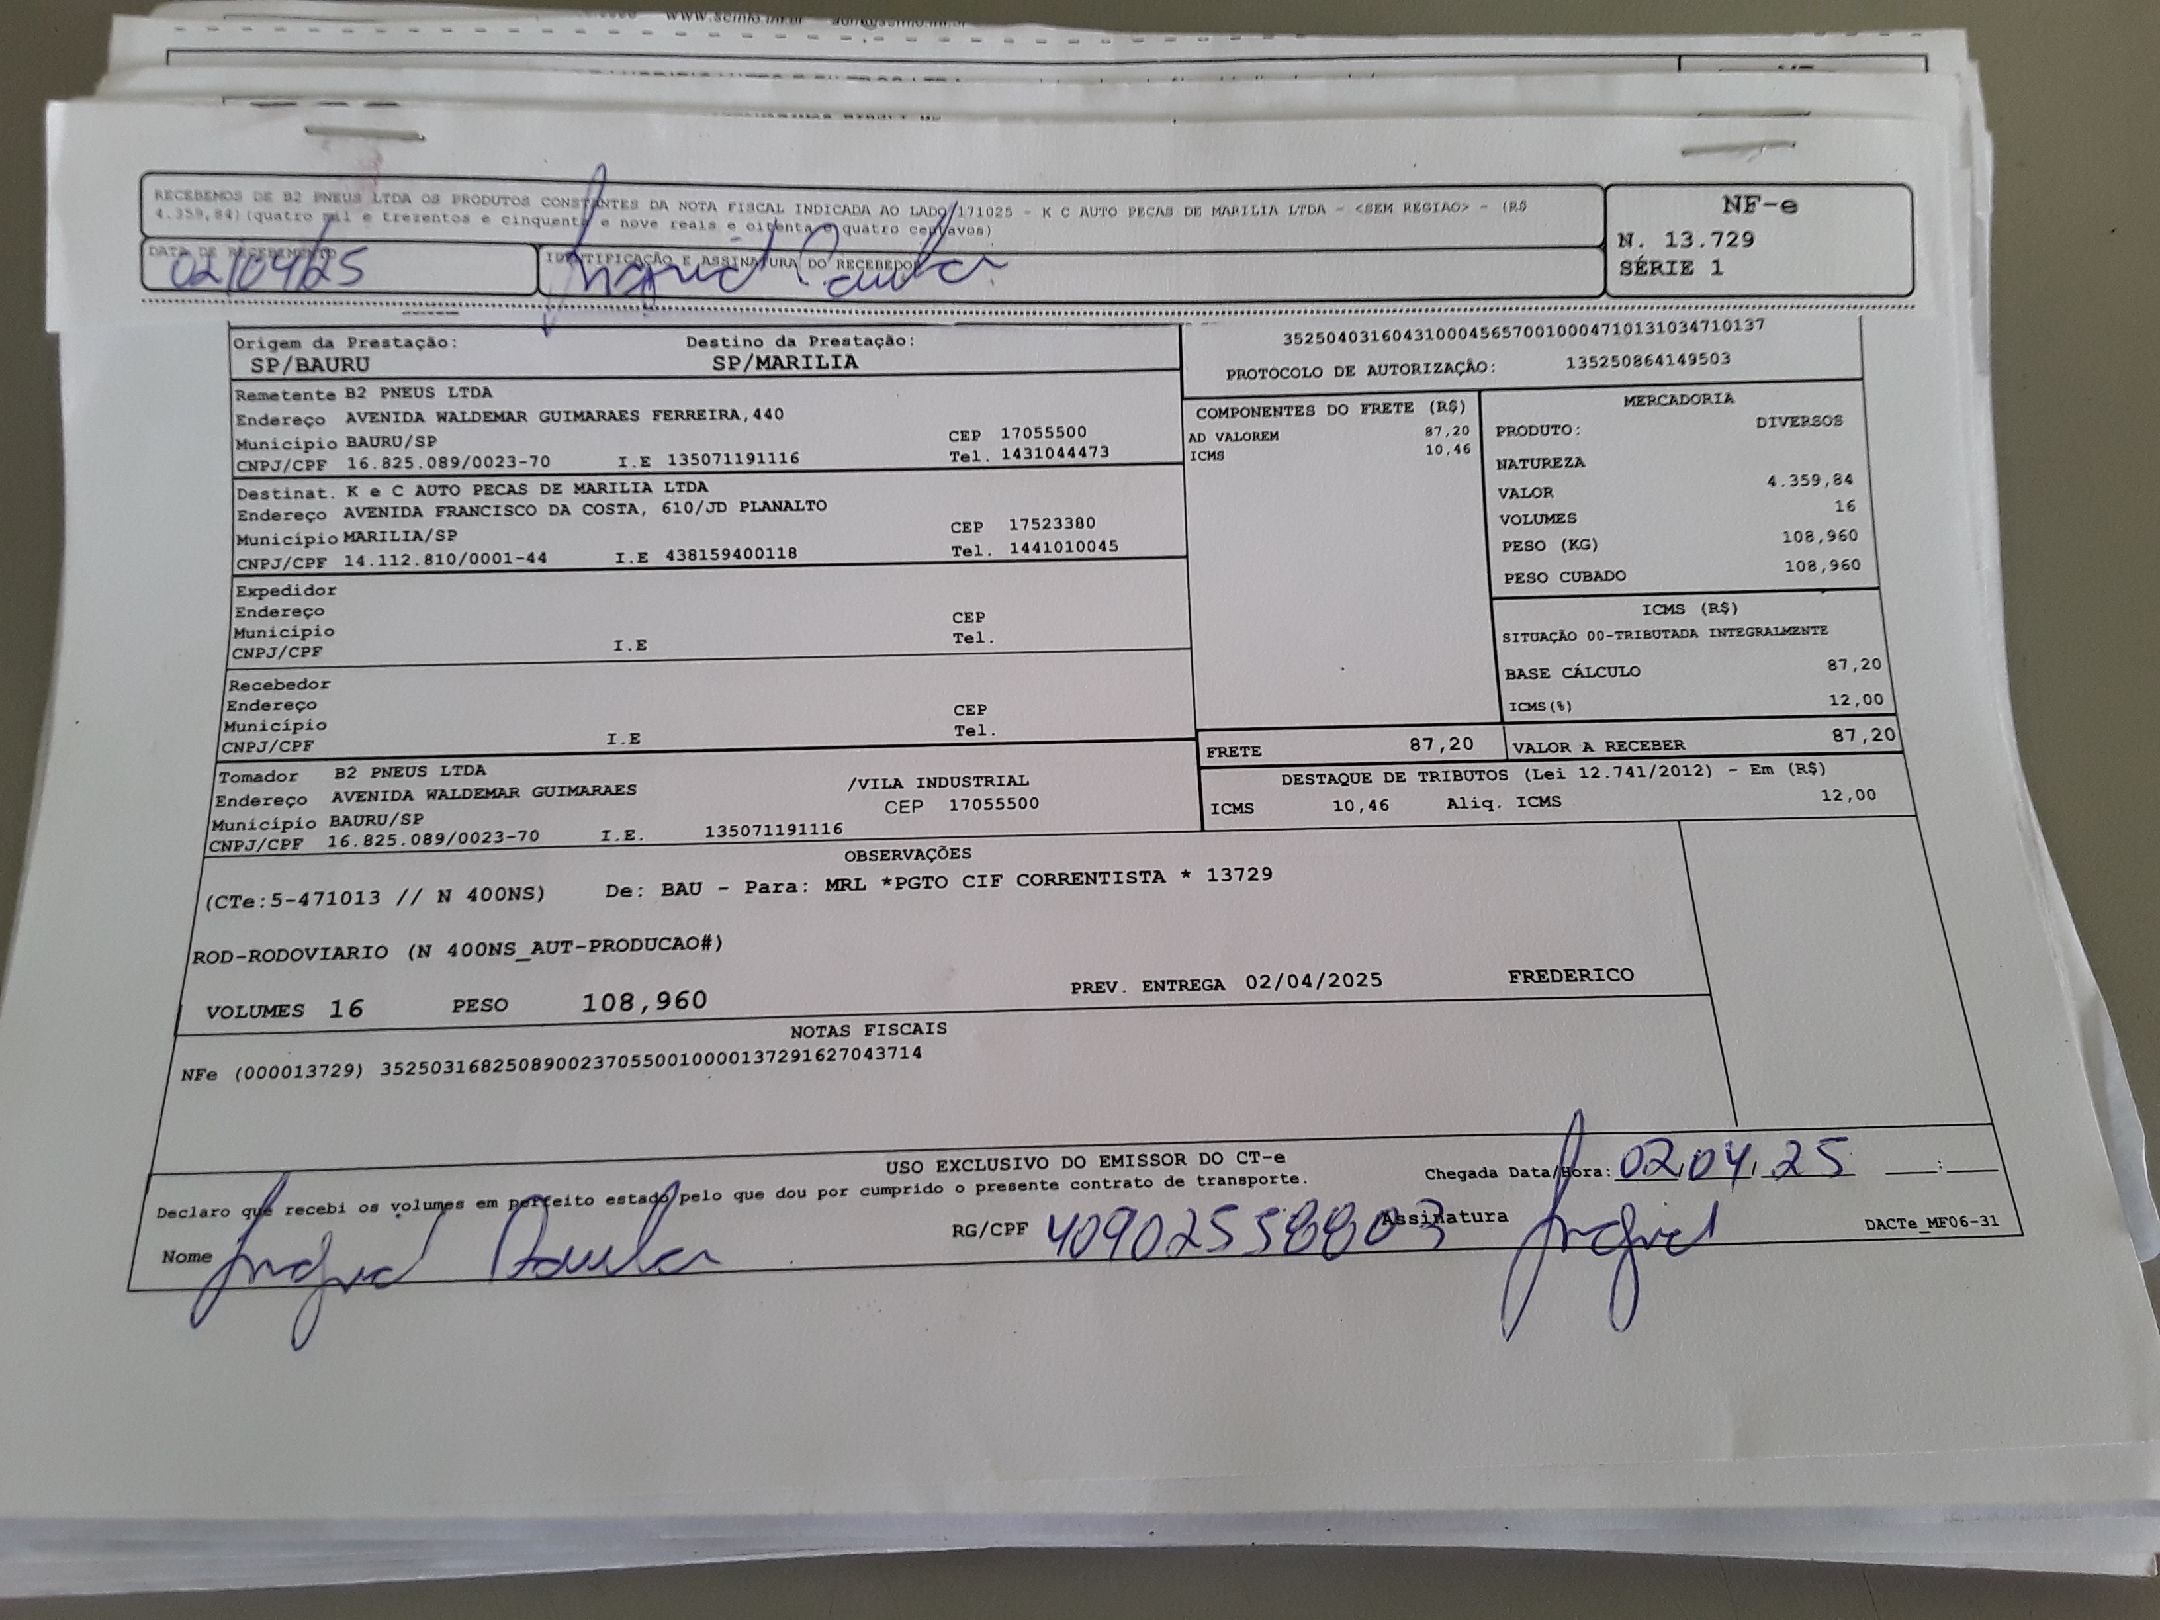 RECEBEMOS DE B2 PNEUS LTDA OS PRODUTOS CONSTANTES DA NOTA FISCAL INDICADA AO LADO 171025 - K C AUTO PECAS DE MARILIA LTDA - <SEM REGIAO> - (R$
4.359,84)(quatro mil e trezentos e cinquenta e nove reais e oitenta e quatro centavos)
DATA DE RECEBIMENTO
02/04/25
IDENTIFICAÇÃO E ASSINATURA DO RECEBEDOR
Ingrid Paula
NF-e
N. 13.729
SÉRIE 1
Origem da Prestação: Destino da Prestação:
SP/BAURU SP/MARILIA
35250403160431000456570010004710131034710137
PROTOCOLO DE AUTORIZAÇÃO: 135250864149503
Remetente B2 PNEUS LTDA
Endereço AVENIDA WALDEMAR GUIMARAES FERREIRA,440
Município BAURU/SP CEP 17055500
CNPJ/CPF 16.825.089/0023-70 I.E 135071191116 Tel. 1431044473
Destinat. K e C AUTO PECAS DE MARILIA LTDA
Endereço AVENIDA FRANCISCO DA COSTA, 610/JD PLANALTO
Município MARILIA/SP CEP 17523380
CNPJ/CPF 14.112.810/0001-44 I.E 438159400118 Tel. 1441010045
Expedidor
Endereço
Município CEP
CNPJ/CPF I.E Tel.
Recebedor
Endereço
Município CEP
CNPJ/CPF I.E Tel.
Tomador B2 PNEUS LTDA
Endereço AVENIDA WALDEMAR GUIMARAES /VILA INDUSTRIAL
Município BAURU/SP CEP 17055500
CNPJ/CPF 16.825.089/0023-70 I.E. 135071191116
COMPONENTES DO FRETE (R$)
AD VALOREM 87,20
ICMS 10,46
MERCADORIA
PRODUTO: DIVERSOS
NATUREZA
VALOR 4.359,84
VOLUMES 16
PESO (KG) 108,960
PESO CUBADO 108,960
ICMS (R$)
SITUAÇÃO 00-TRIBUTADA INTEGRALMENTE
BASE CÁLCULO 87,20
ICMS(%) 12,00
FRETE 87,20 VALOR A RECEBER 87,20
DESTAQUE DE TRIBUTOS (Lei 12.741/2012) - Em (R$)
ICMS 10,46 Aliq. ICMS 12,00
OBSERVAÇÕES
(CTe:5-471013 // N 400NS) De: BAU - Para: MRL *PGTO CIF CORRENTISTA * 13729
ROD-RODOVIARIO (N 400NS_AUT-PRODUCAO#)
VOLUMES 16 PESO 108,960 PREV. ENTREGA 02/04/2025 FREDERICO
NOTAS FISCAIS
NFe (000013729) 35250316825089002370550010000137291627043714
USO EXCLUSIVO DO EMISSOR DO CT-e
Declaro que recebi os volumes em perfeito estado pelo que dou por cumprido o presente contrato de transporte.
Chegada Data/Hora: 02.04.25 ___:___
Nome Ingrid Paula RG/CPF 40902558803 Assinatura Ingrid
DACTe_MF06-31